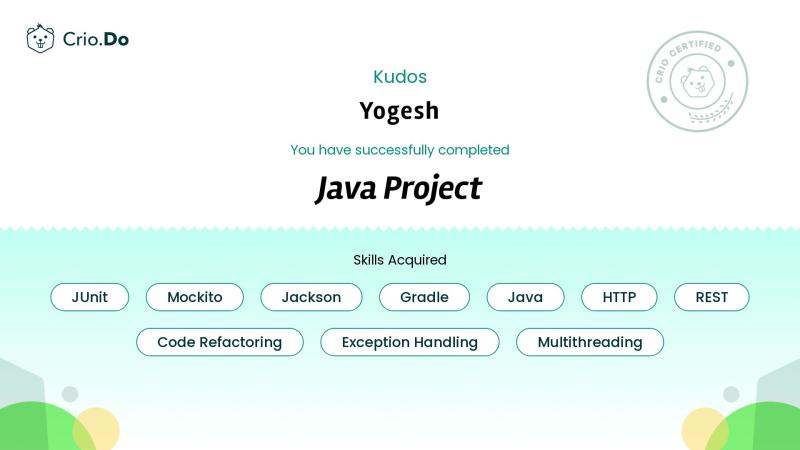 Crio.Do
CRIO CERTIFIED
Kudos
Yogesh
You have successfully completed
Java Project
Skills Acquired
JUnit Mockito Jackson Gradle Java HTTP REST
Code Refactoring Exception Handling Multithreading